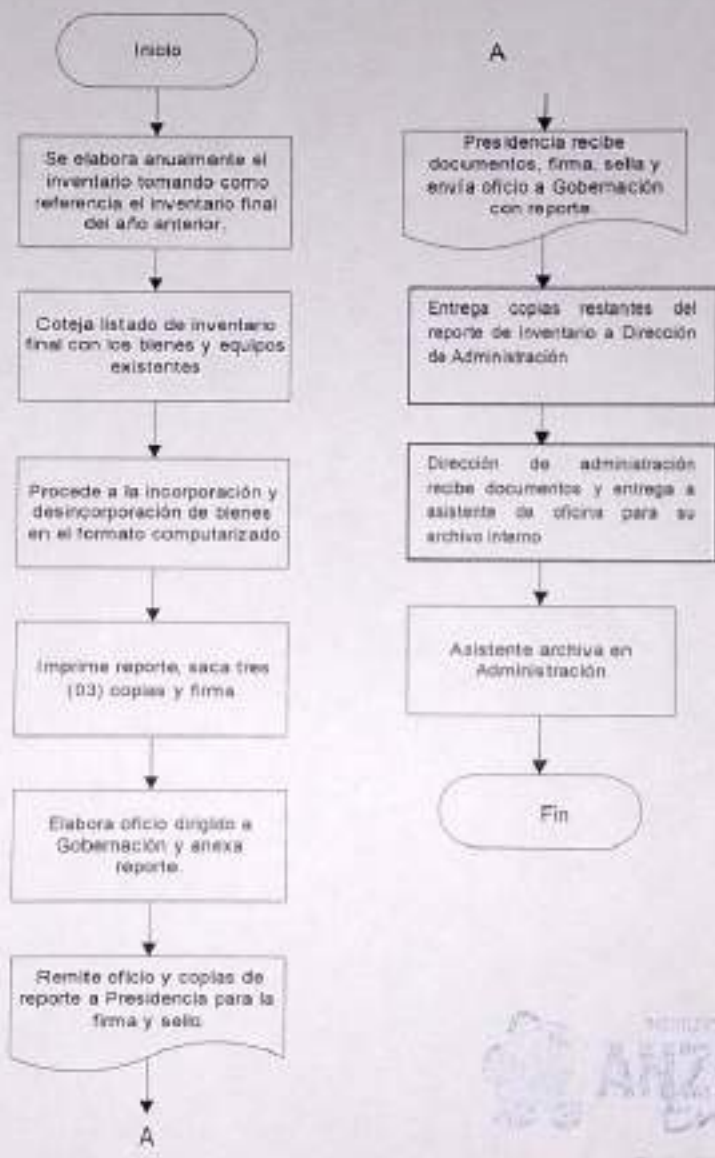 Inicio
Se elabora anualmente el
inventario tomando como
referencia el inventario final
del año anterior.
Coteja listado de inventario
final con los bienes y equipos
existentes
Procede a la incorporación y
desincorporación de bienes
en el formato computarizado
Imprime reporte, saca tres
(03) copias y firma
Elabora oficio dirigido a
Gobernación y anexa
reporte.
Remite oficio y copias de
reporte a Presidencia para la
firma y sello
A
A
Presidencia recibe
documentos, firma, sella y
envía oficio a Gobernación
con reporte.
Entrega copias restantes del
reporte de inventario a Dirección
de Administración
Dirección de administración
recibe documentos y entrega a
asistente de oficina para su
archivo interno
Asistente archiva en
Administración
Fin